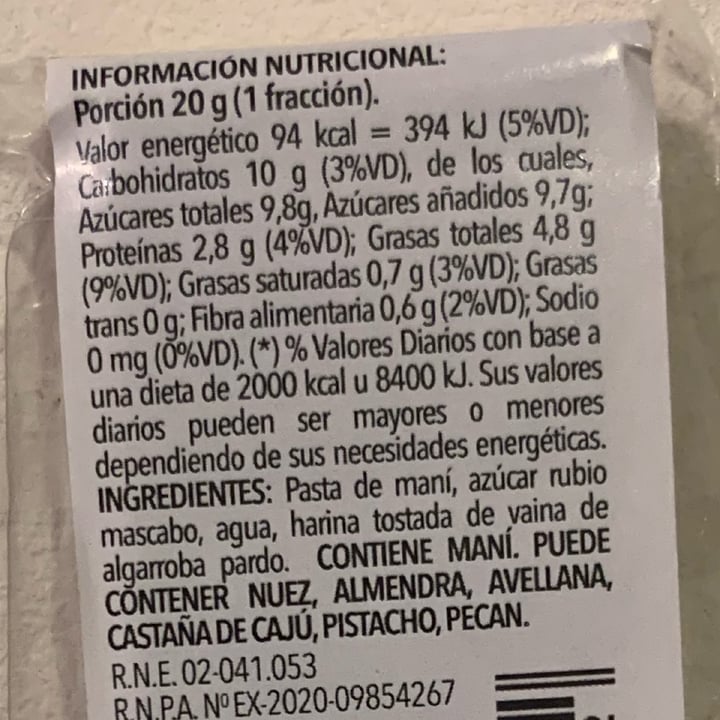 INFORMACIÓN NUTRICIONAL:
Porción 20 g (1 fracción).
Valor energético 94 kcal = 394 kJ (5%VD);
Carbohidratos 10 g (3%VD), de los cuales,
Azúcares totales 9,8g, Azúcares añadidos 9,7g;
Proteínas 2,8 g (4%VD); Grasas totales 4,8 g
(9%VD); Grasas saturadas 0,7 g (3%VD); Grasas
trans 0 g; Fibra alimentaria 0,6 g (2%VD); Sodio
0 mg (0%VD). (*) % Valores Diarios con base a
una dieta de 2000 kcal u 8400 kJ. Sus valores
diarios pueden ser mayores o menores
dependiendo de sus necesidades energéticas.
INGREDIENTES: Pasta de maní, azúcar rubio
mascabo, agua, harina tostada de vaina de
algarroba pardo. CONTIENE MANÍ. PUEDE
CONTENER NUEZ, ALMENDRA, AVELLANA,
CASTAÑA DE CAJÚ, PISTACHO, PECAN.
R.N.E. 02-041.053
R.N.P.A. Nº EX-2020-09854267